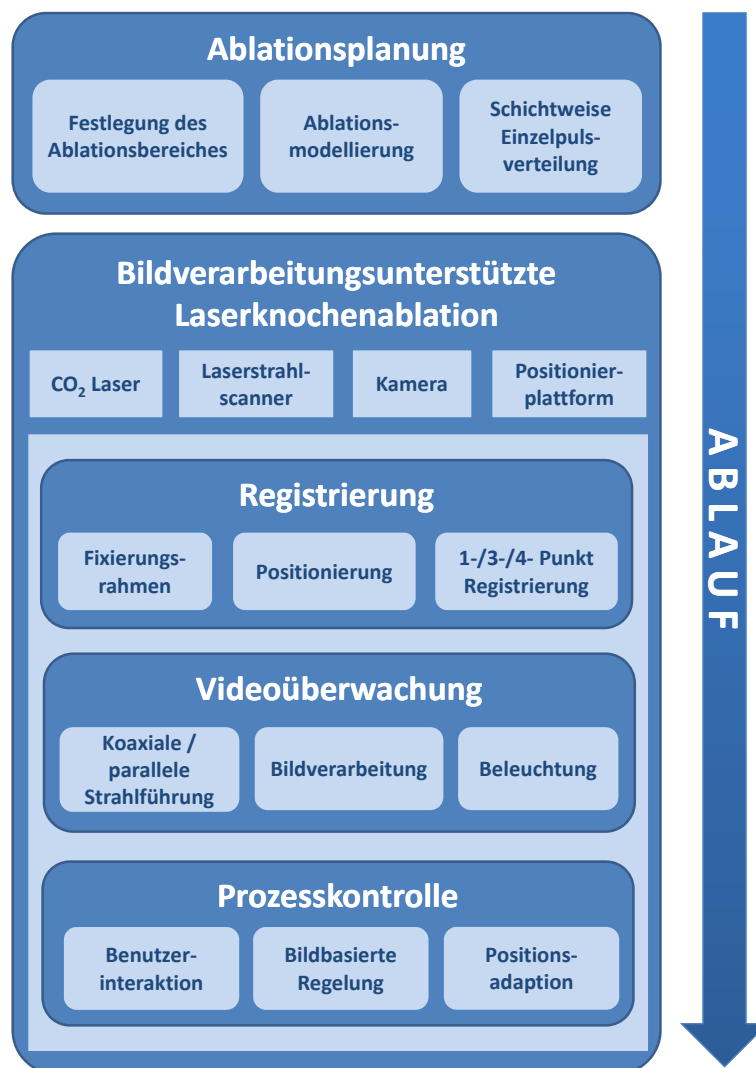 Ablationsplanung
Festlegung des
Ablationsbereiches
Ablations-
modellierung
Schichtweise
Einzelpuls-
verteilung
Bildverarbeitungsunterstützte
Laserknochenablation
CO₂ Laser
Laserstrahl-
scanner
Kamera
Positionier-
plattform
Registrierung
Fixierungs-
rahmen
Positionierung
1-/3-/4- Punkt
Registrierung
Videoüberwachung
Koaxiale /
parallele
Strahlführung
Bildverarbeitung
Beleuchtung
Prozesskontrolle
Benutzer-
interaktion
Bildbasierte
Regelung
Positions-
adaption
ABLAUF